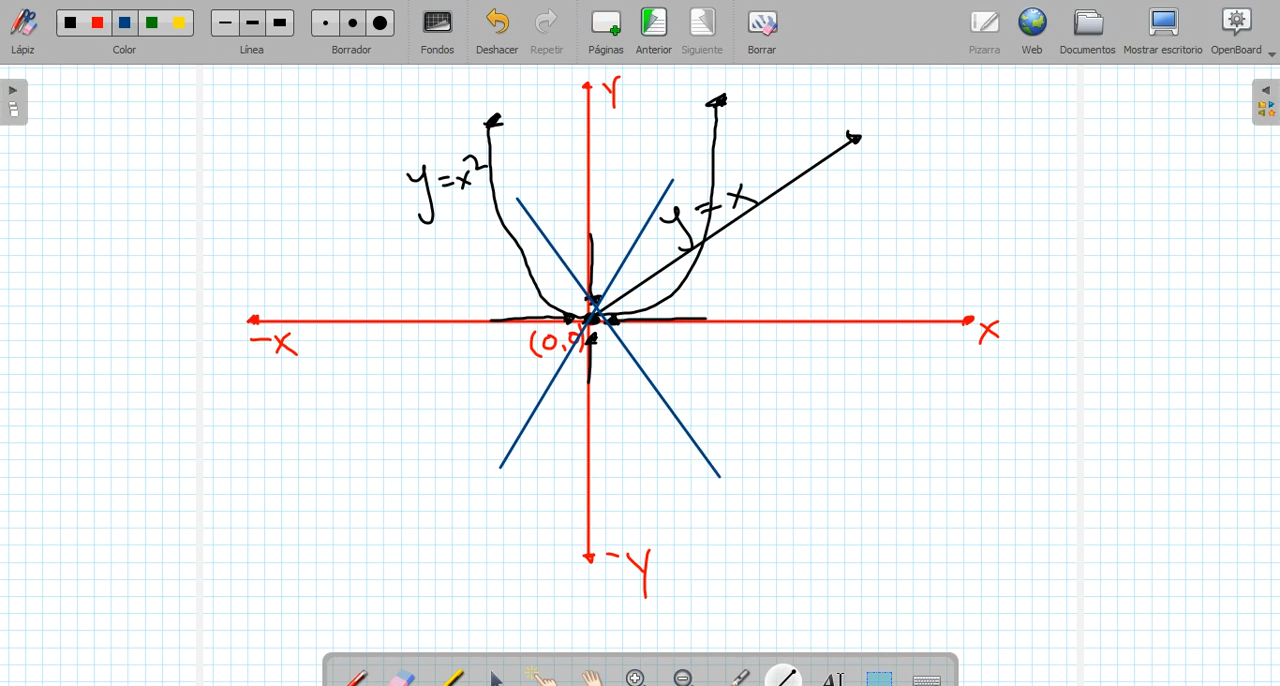 Lápiz Color Línea Borrador Fondos Deshacer Repetir Páginas Anterior Siguiente Borrar Pizarra Web Documentos Mostrar escritorio OpenBoard
Y
y=x²
y=x
-X
(0,0)
X
-Y
AI